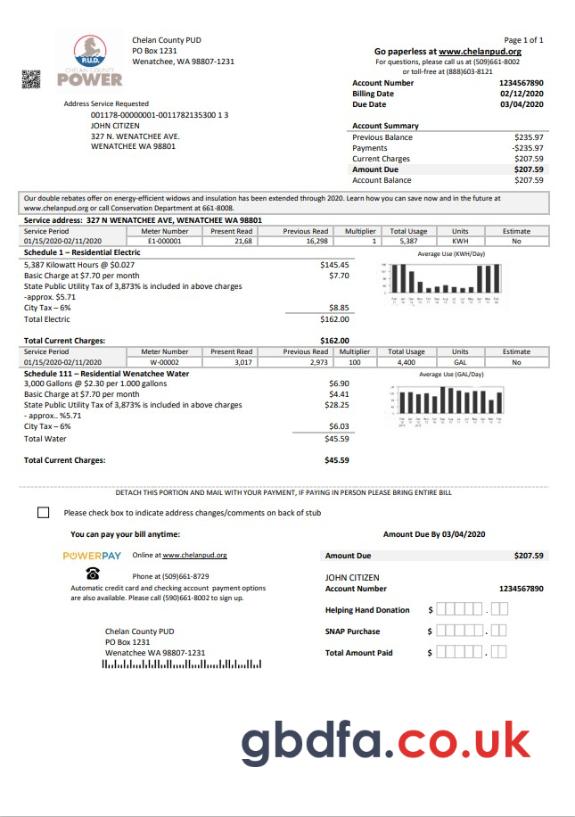 Page 1 of 1
P.U.D.
CHELAN COUNTY
POWER
Chelan County PUD
PO Box 1231
Wenatchee, WA 98807-1231
Go paperless at www.chelanpud.org
For questions, please call us at (509)661-8002
or toll-free at (888)603-8121
Account Number 1234567890
Billing Date 02/12/2020
Due Date 03/04/2020
Address Service Requested
001178-00000001-0011782135300 1 3
JOHN CITIZEN
327 N. WENATCHEE AVE.
WENATCHEE WA 98801
Account Summary
Previous Balance $235.97
Payments -$235.97
Current Charges $207.59
Amount Due $207.59
Account Balance $207.59
Our double rebates offer on energy-efficient widows and insulation has been extended through 2020. Learn how you can save now and in the future at
www.chelanpud.org or call Conservation Department at 661-8008.
Service address: 327 N WENATCHEE AVE, WENATCHEE WA 98801
Service Period Meter Number Present Read Previous Read Multiplier Total Usage Units Estimate
01/15/2020-02/11/2020 E1-000001 21,68 16,298 1 5,387 KWH No
Schedule 1 – Residential Electric
Average Use (KWH/Day)
5,387 Kilowatt Hours @ $0.027 $145.45
Basic Charge at $7.70 per month $7.70
State Public Utility Tax of 3,873% is included in above charges
-approx. $5.71
City Tax – 6% $8.85
Total Electric $162.00
Total Current Charges: $162.00
Service Period Meter Number Present Read Previous Read Multiplier Total Usage Units Estimate
01/15/2020-02/11/2020 W-00002 3,017 2,973 100 4,400 GAL No
Schedule 111 – Residential Wenatchee Water
Average Use (GAL/Day)
3,000 Gallons @ $2.30 per 1.000 gallons $6.90
Basic Charge at $7.70 per month $4.41
State Public Utility Tax of 3,873% is included in above charges $28.25
- approx.. %5.71
City Tax – 6% $6.03
Total Water $45.59
Total Current Charges: $45.59
DETACH THIS PORTION AND MAIL WITH YOUR PAYMENT, IF PAYING IN PERSON PLEASE BRING ENTIRE BILL
Please check box to indicate address changes/comments on back of stub
You can pay your bill anytime:
Amount Due By 03/04/2020
POWERPAY Online at www.chelanpud.org
Amount Due $207.59
Phone at (509)661-8729
JOHN CITIZEN
Automatic credit card and checking account payment options
are also available. Please call (590)661-8002 to sign up.
Account Number 1234567890
Helping Hand Donation $ .
SNAP Purchase $ .
Total Amount Paid $ .
Chelan County PUD
PO Box 1231
Wenatchee WA 98807-1231
gbdfa.co.uk